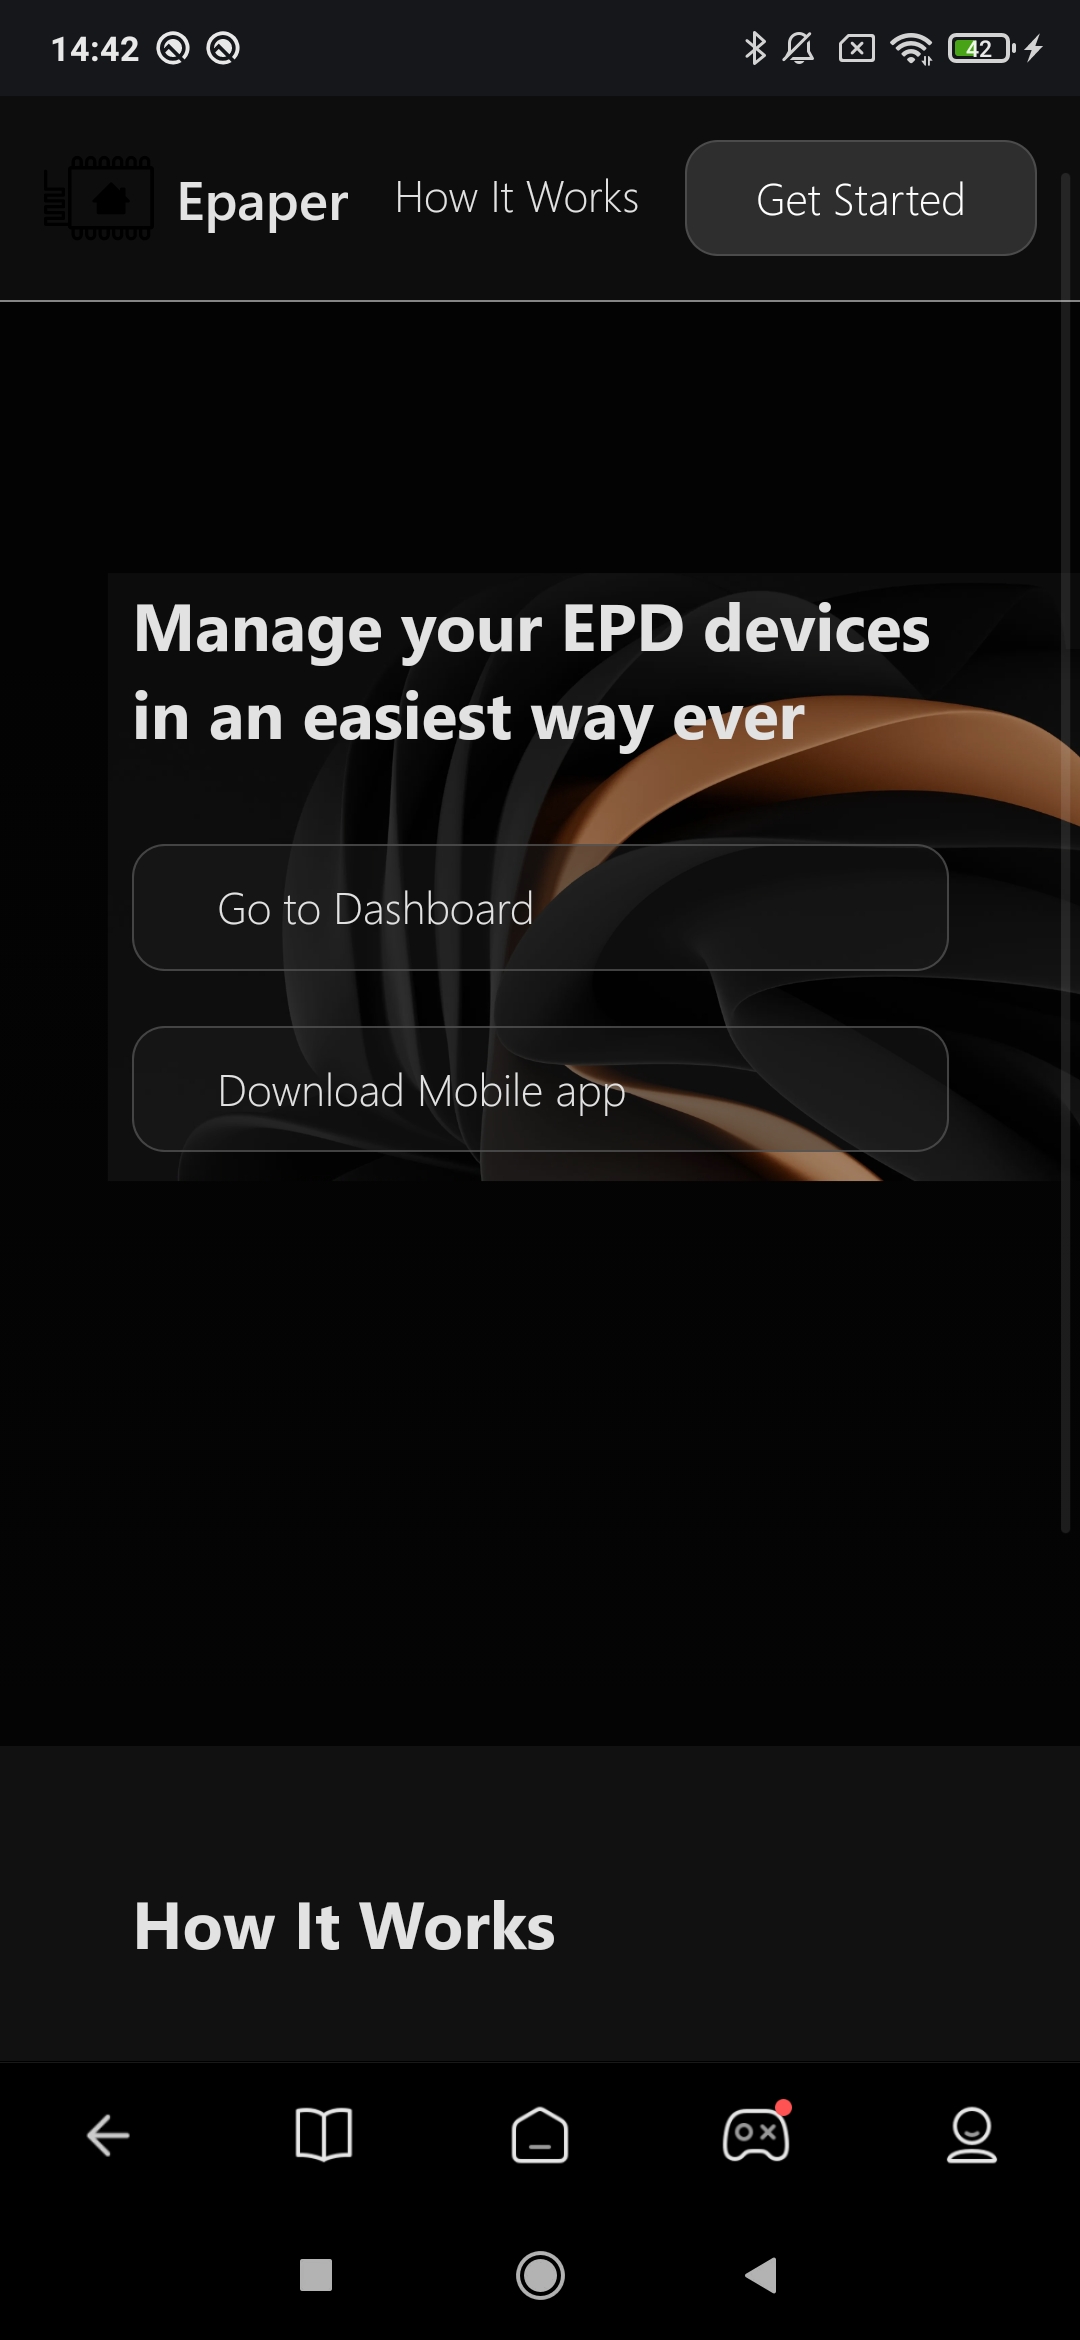 14:42
42
Epaper
How It Works
Get Started
Manage your EPD devices
in an easiest way ever
Go to Dashboard
Download Mobile app
How It Works